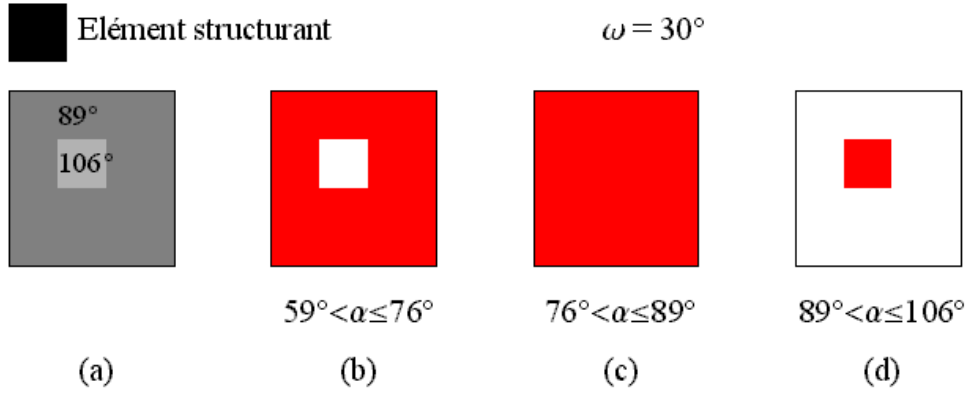 Elément structurant
ω = 30°
89°
106°
59°<α≤76°
76°<α≤89°
89°<α≤106°
(a)
(b)
(c)
(d)